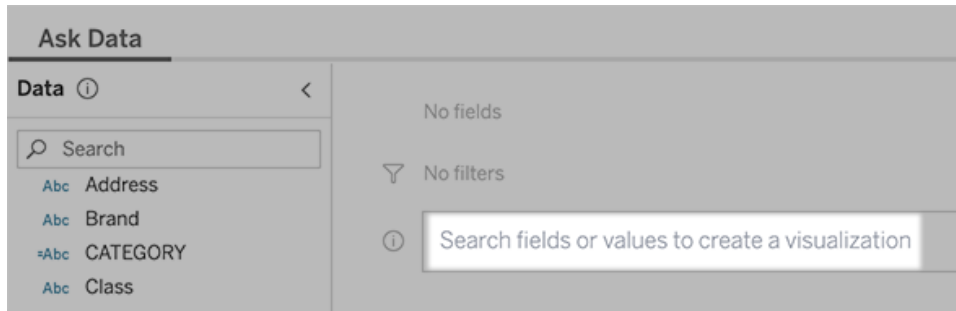 Ask Data
Data
Search
Abc Address
Abc Brand
=Abc CATEGORY
Abc Class
No fields
No filters
Search fields or values to create a visualization